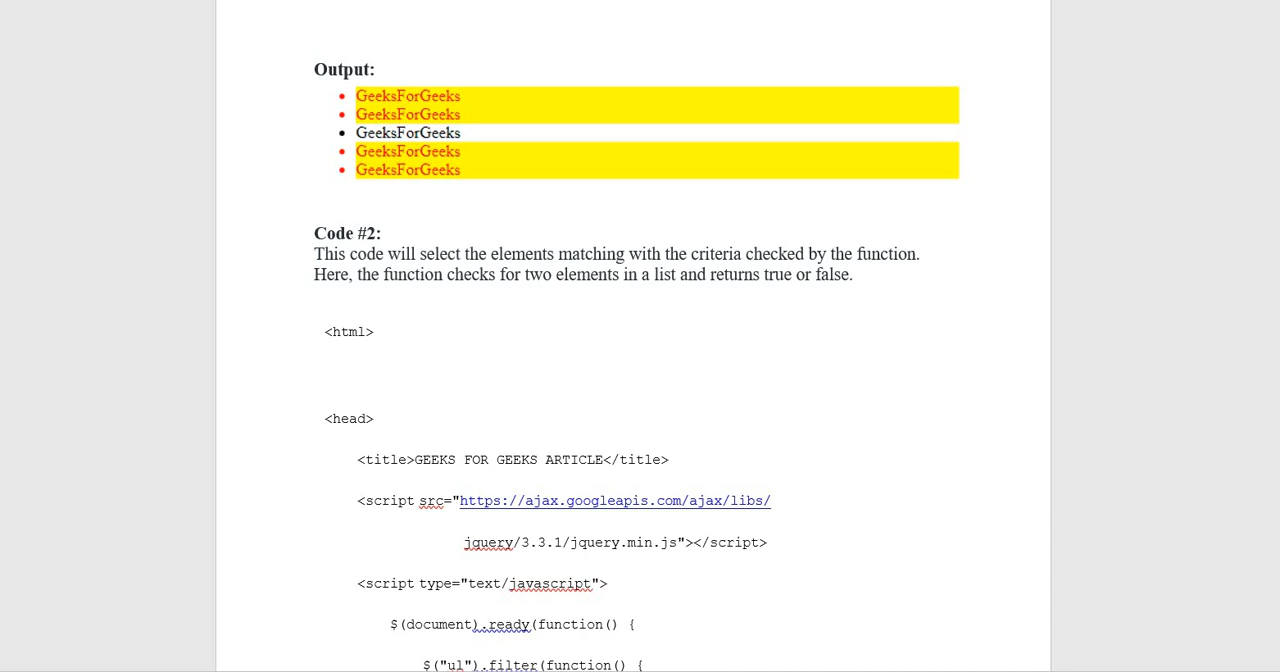 Output:
• GeeksForGeeks
• GeeksForGeeks
• GeeksForGeeks
• GeeksForGeeks
• GeeksForGeeks
Code #2:
This code will select the elements matching with the criteria checked by the function.
Here, the function checks for two elements in a list and returns true or false.
<html>
<head>
<title>GEEKS FOR GEEKS ARTICLE</title>
<script src="https://ajax.googleapis.com/ajax/libs/
jquery/3.3.1/jquery.min.js"></script>
<script type="text/javascript">
$(document).ready(function() {
$("ul").filter(function() {